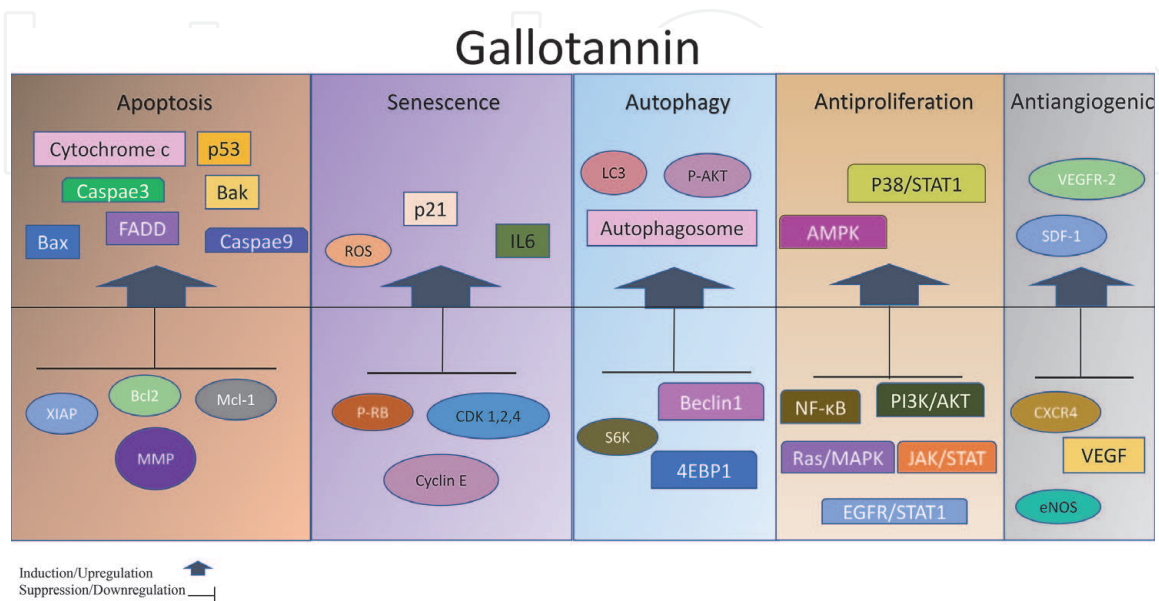 Gallotannin
Apoptosis
Cytochrome c
p53
Caspae3
Bak
Bax
FADD
Caspae9
XIAP
Bcl2
Mcl-1
MMP
Senescence
p21
ROS
IL6
P-RB
CDK 1,2,4
Cyclin E
Autophagy
LC3
P-AKT
Autophagosome
Beclin1
S6K
4EBP1
Antiproliferation
P38/STAT1
AMPK
NF-κB
PI3K/AKT
Ras/MAPK
JAK/STAT
EGFR/STAT1
Antiangiogenic
VEGFR-2
SDF-1
CXCR4
VEGF
eNOS
Induction/Upregulation
Suppression/Downregulation